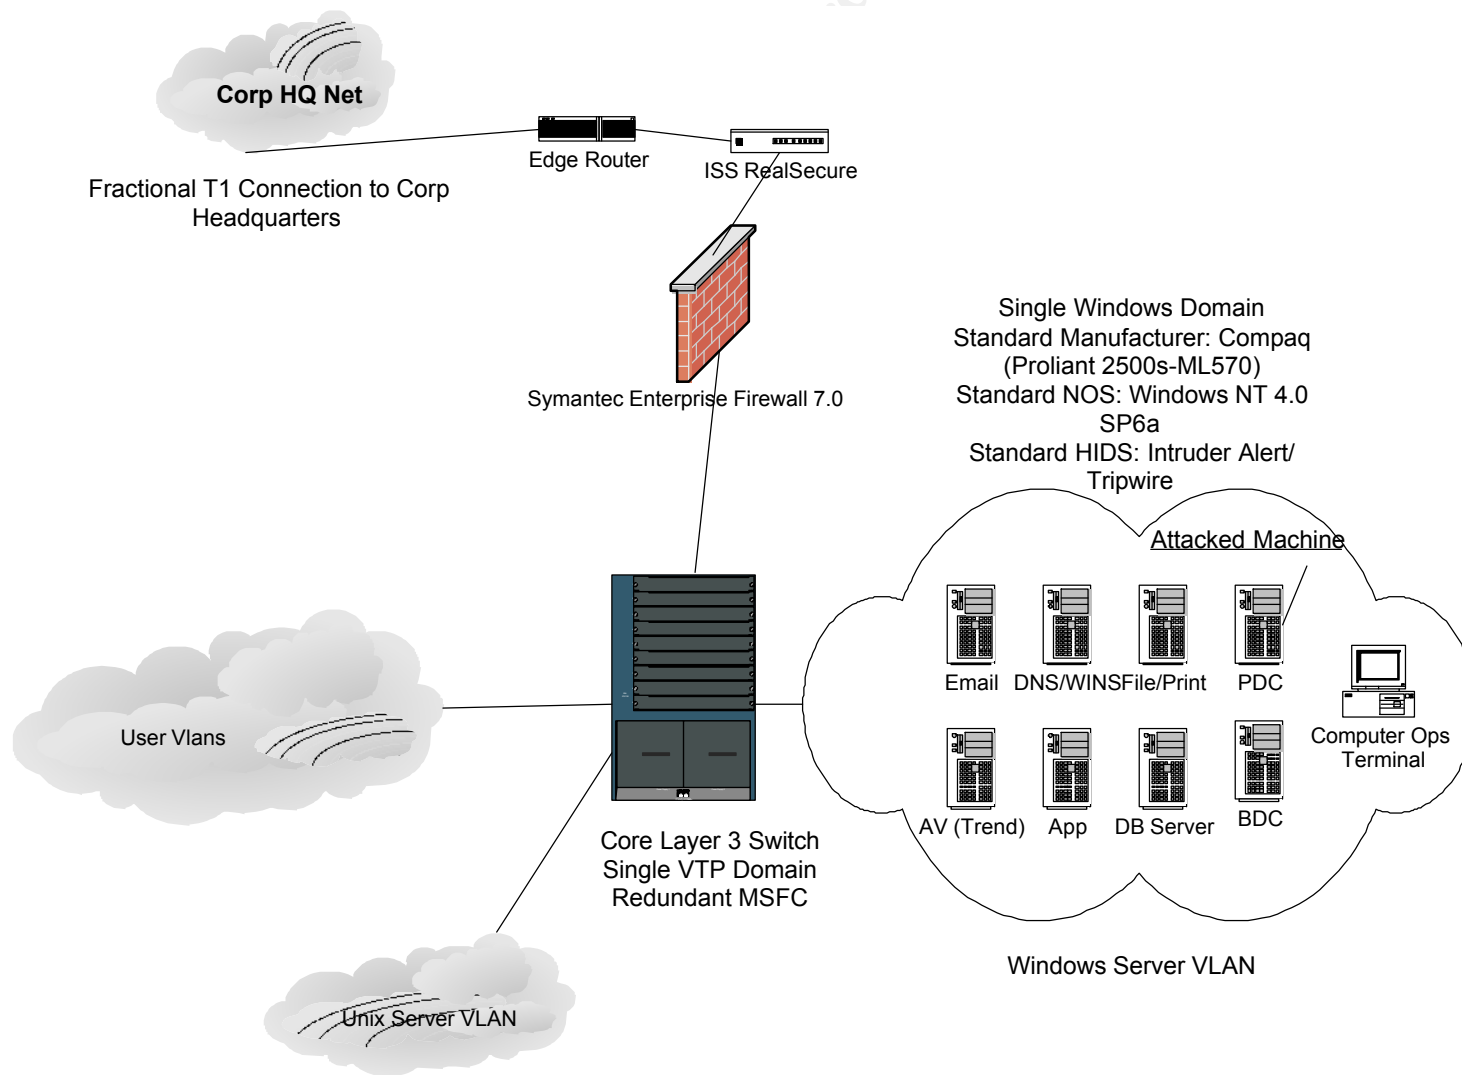 Corp HQ Net
Edge Router
ISS RealSecure
Fractional T1 Connection to Corp
Headquarters
Symantec Enterprise Firewall 7.0
Single Windows Domain
Standard Manufacturer: Compaq
(Proliant 2500s-ML570)
Standard NOS: Windows NT 4.0
SP6a
Standard HIDS: Intruder Alert/
Tripwire
Attacked Machine
Email
DNS/WINS
File/Print
PDC
Computer Ops
Terminal
AV (Trend)
App
DB Server
BDC
User Vlans
Core Layer 3 Switch
Single VTP Domain
Redundant MSFC
Windows Server VLAN
Unix Server VLAN